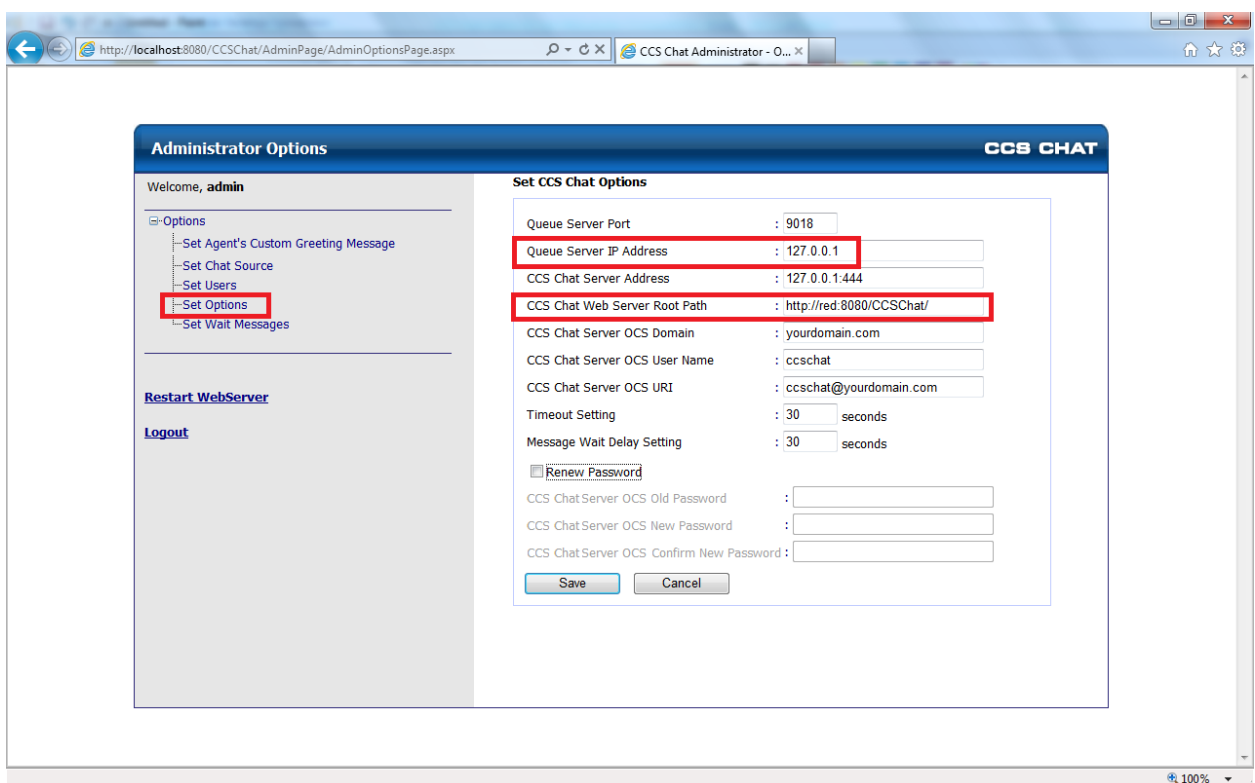 http://localhost:8080/CCSChat/AdminPage/AdminOptionsPage.aspx
CCS Chat Administrator - O...
Administrator Options
CCS CHAT
Welcome, admin
Options
Set Agent's Custom Greeting Message
Set Chat Source
Set Users
Set Options
Set Wait Messages
Restart WebServer
Logout
Set CCS Chat Options
Queue Server Port : 9018
Queue Server IP Address : 127.0.0.1
CCS Chat Server Address : 127.0.0.1:444
CCS Chat Web Server Root Path : http://red:8080/CCSChat/
CCS Chat Server OCS Domain : yourdomain.com
CCS Chat Server OCS User Name : ccschat
CCS Chat Server OCS URI : ccschat@yourdomain.com
Timeout Setting : 30 seconds
Message Wait Delay Setting : 30 seconds
Renew Password
CCS Chat Server OCS Old Password :
CCS Chat Server OCS New Password :
CCS Chat Server OCS Confirm New Password :
Save Cancel
100%